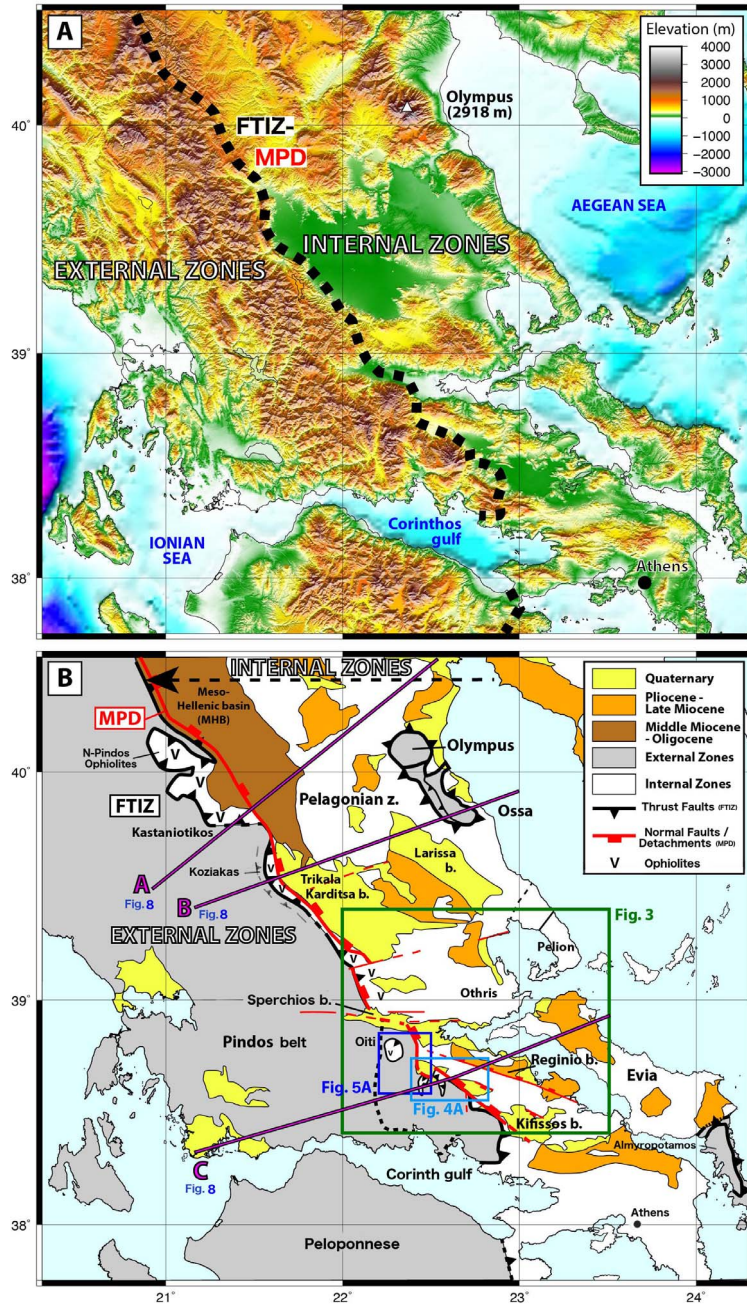 A
Elevation (m)
4000
3000
2000
1000
0
−1000
−2000
−3000
Olympus
(2918 m)
40°
FTIZ-
MPD
AEGEAN SEA
INTERNAL ZONES
EXTERNAL ZONES
39°
Corinthos
gulf
IONIAN
SEA
Athens
38°
B
INTERNAL ZONES
Meso-
Hellenic basin
(MHB)
MPD
N-Pindos
Ophiolites
V
V
Olympus
40°
FTIZ
V
Pelagonian z.
Ossa
Kastaniotikos
Koziakas
V
V
Larissa
b.
Trikala
Karditsa b.
A
Fig. 8
B
Fig. 8
EXTERNAL ZONES
Fig. 3
V
V
Pelion
39°
Sperchios b.
V
Othris
Pindos belt
Oiti
V
Reginio b.
Evia
Fig. 5A
Fig. 4A
Kifissos b.
C
Fig. 8
Almyropotamos
Corinth gulf
38°
Athens
Peloponnese
21
22
23
24
Quaternary
Pliocene -
Late Miocene
Middle Miocene
- Oligocene
External Zones
Internal Zones
Thrust Faults (FTIZ)
Normal Faults /
Detachments (MPD)
V Ophiolites